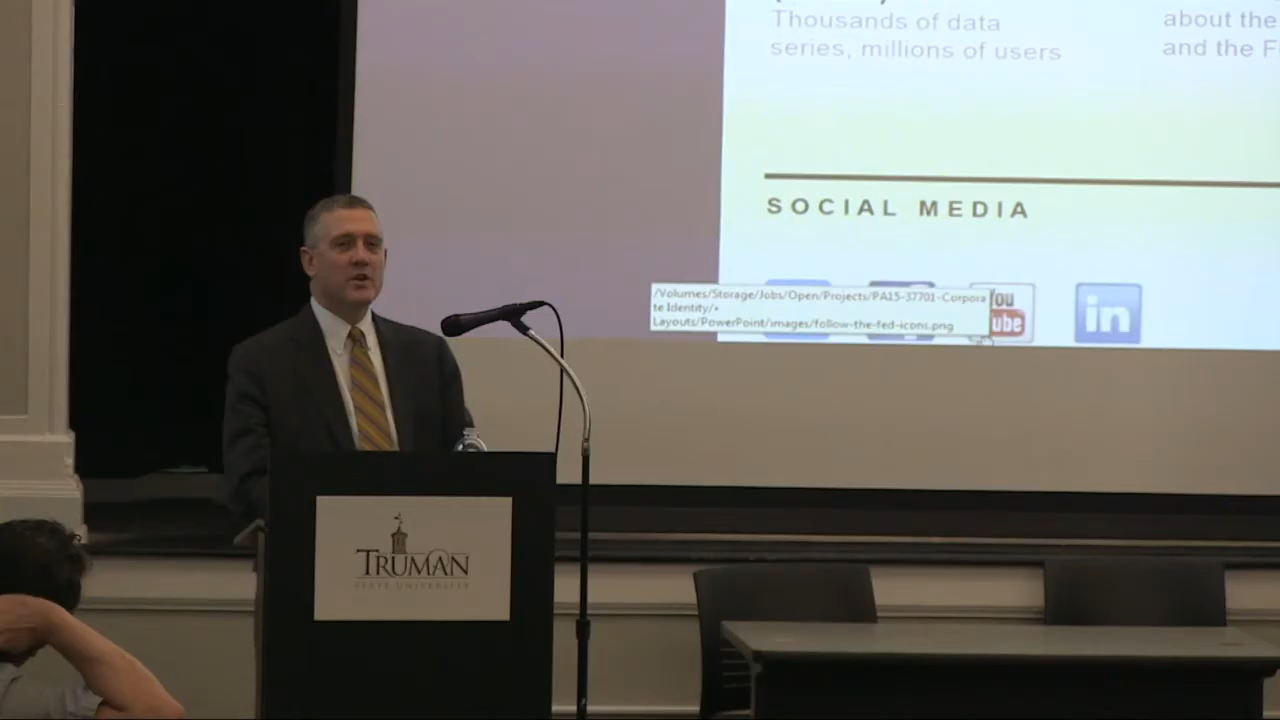 Thousands of data
series, millions of users
about the
and the F
SOCIAL MEDIA
/Volumes/Storage/Jobs/Open/Projects/PA15-37701-Corpora
te Identity/•
Layouts/PowerPoint/images/follow-the-fed-icons.png
You
Tube
in
TRUMAN
STATE UNIVERSITY